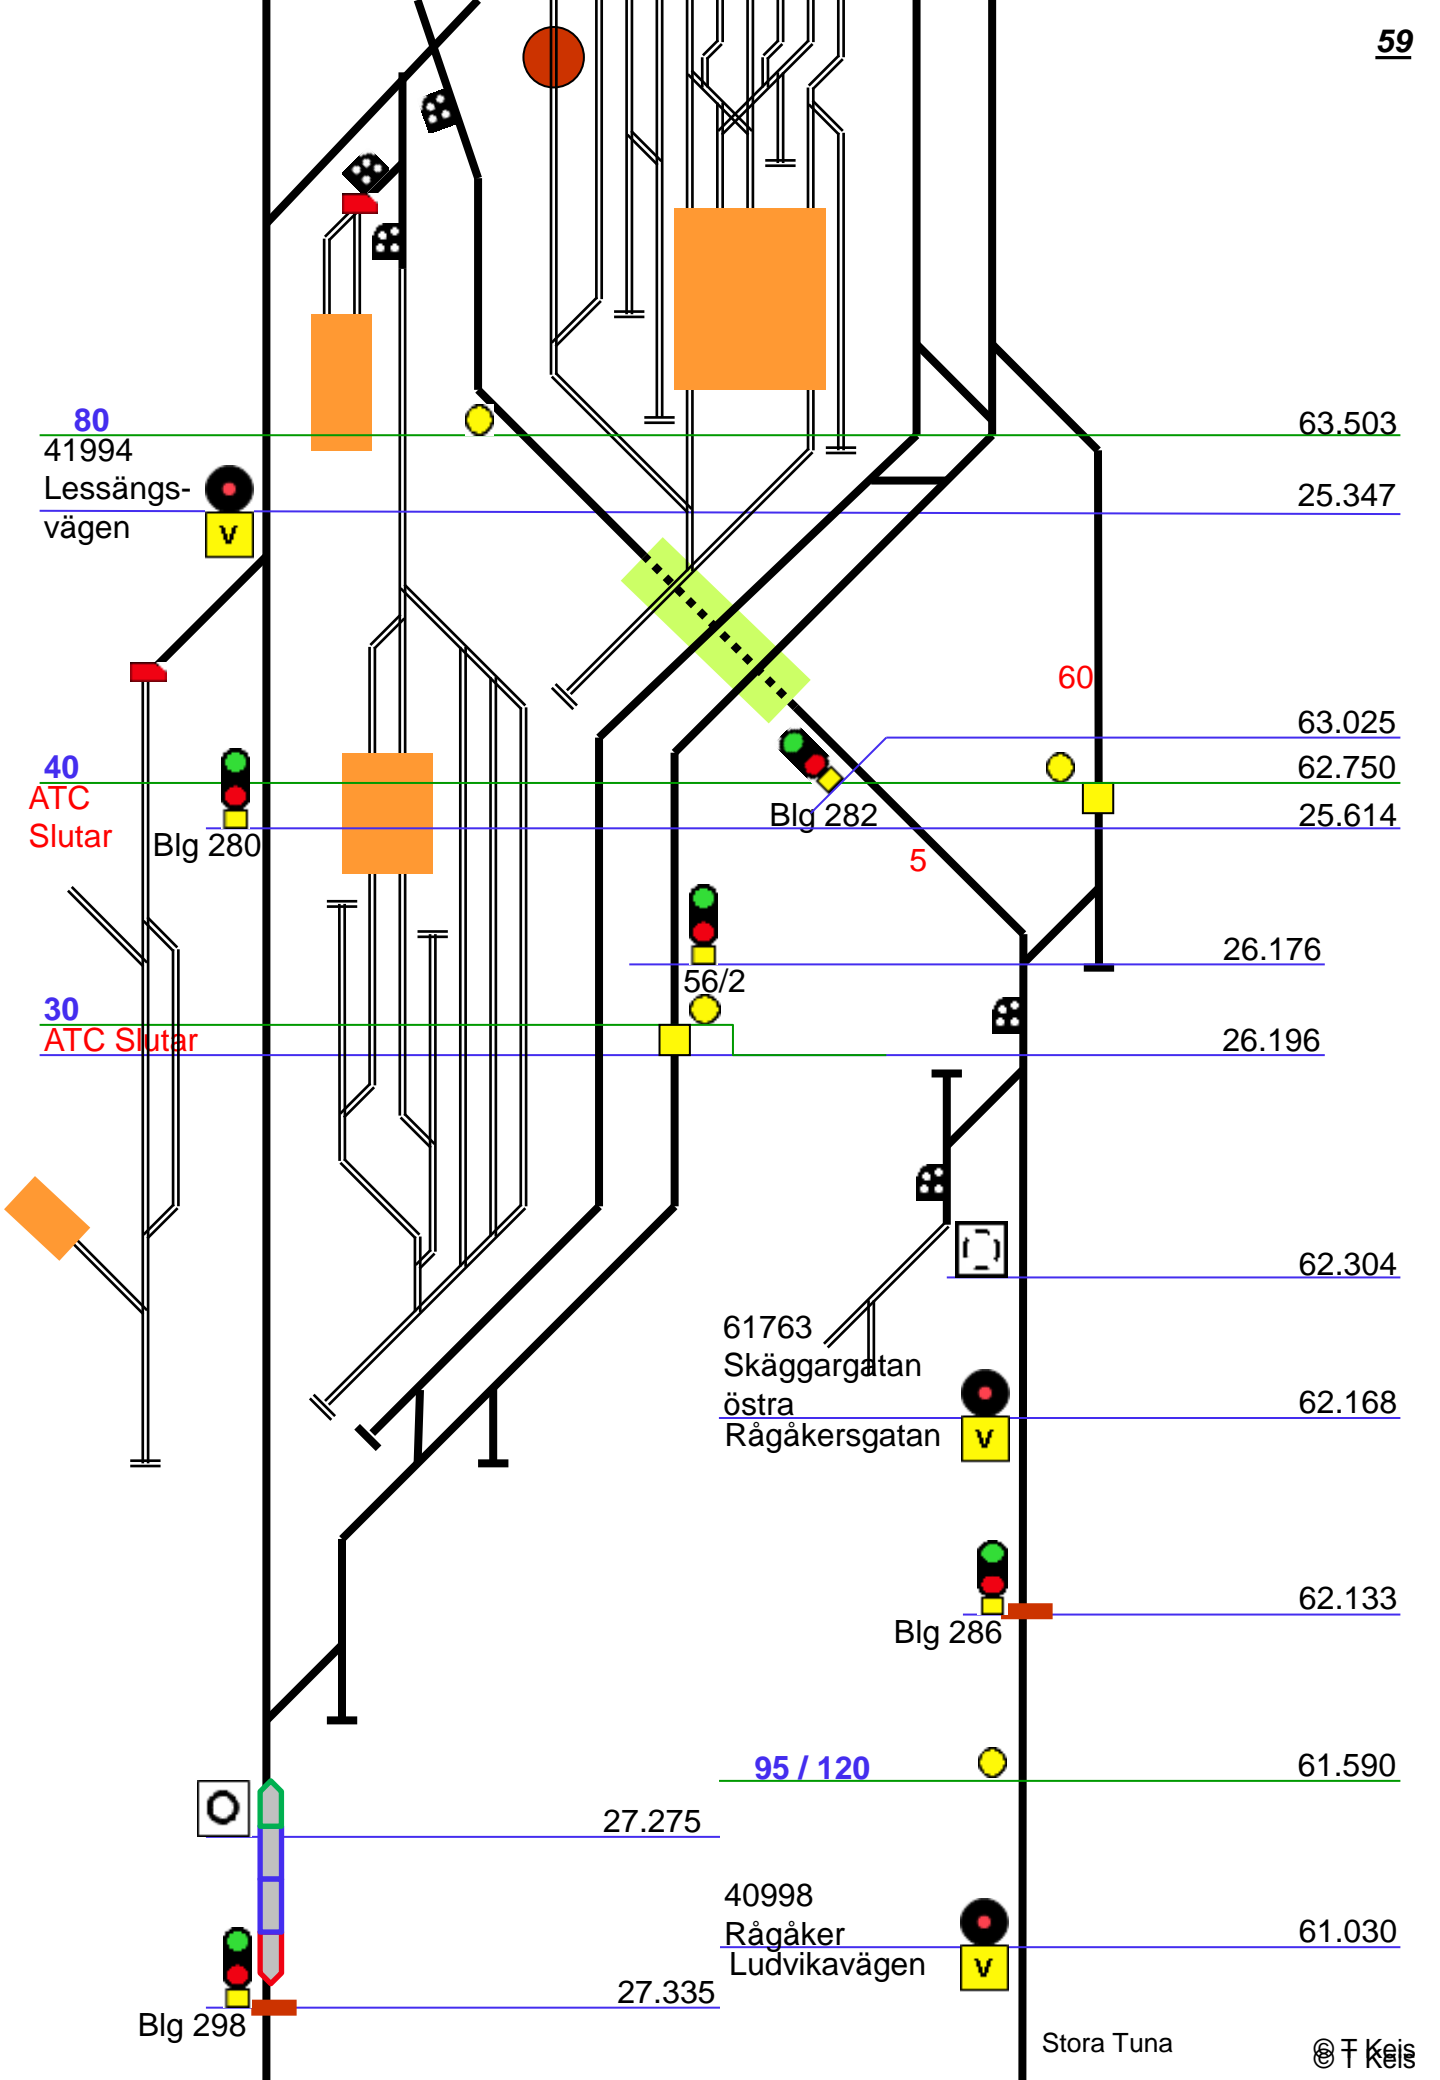 59
80
63.503
41994
Lessängs-
vägen
25.347
V
60
63.025
40
62.750
ATC
Slutar
25.614
Blg 280
Blg 282
5
26.176
56/2
30
ATC Slutar
26.196
62.304
61763
Skäggargatan
östra
Rågåkersgatan
62.168
V
62.133
Blg 286
95 / 120
61.590
27.275
40998
Rågåker
Ludvikavägen
61.030
V
27.335
Blg 298
Stora Tuna
© T Keis
© T Keis